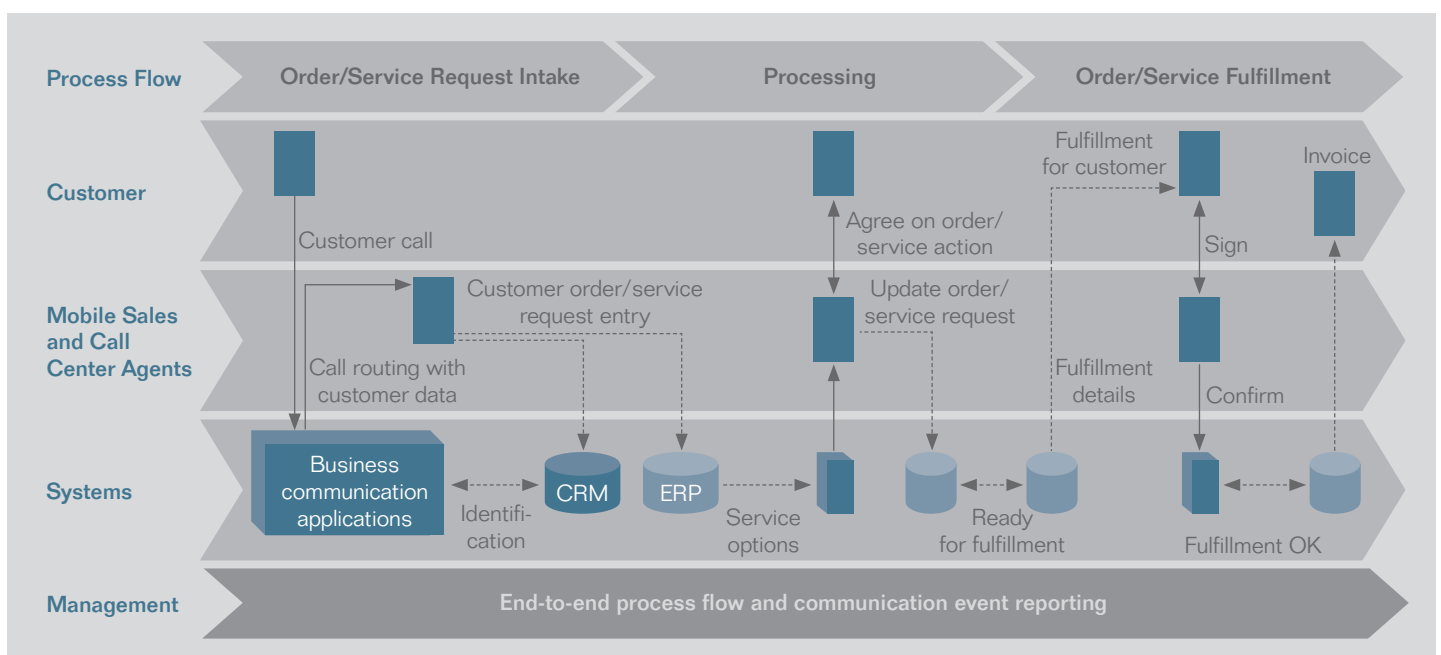 Process Flow
Order/Service Request Intake
Processing
Order/Service Fulfillment
Customer
Customer call
Agree on order/
service action
Fulfillment
for customer
Sign
Invoice
Mobile Sales
and Call
Center Agents
Customer order/service
request entry
Call routing with
customer data
Update order/
service request
Fulfillment
details
Confirm
Systems
Business
communication
applications
Identifi-
cation
CRM
ERP
Service
options
Ready
for fulfillment
Fulfillment OK
Management
End-to-end process flow and communication event reporting